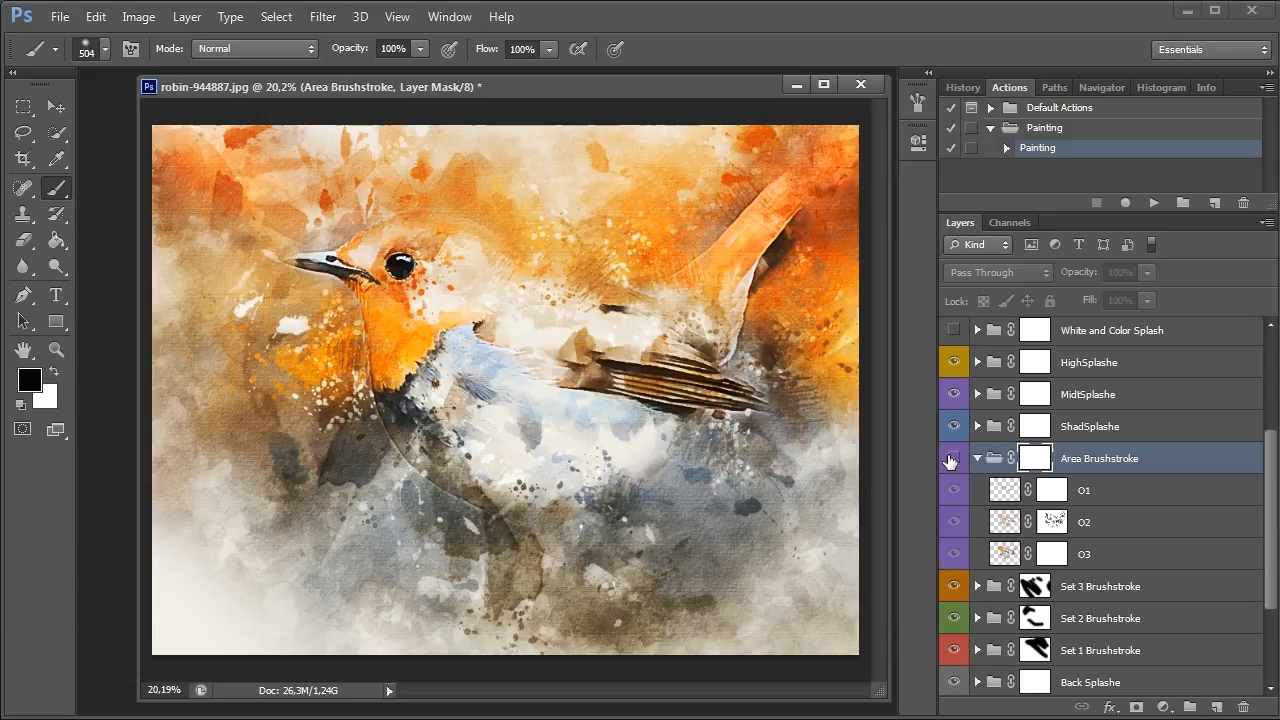 Ps File Edit Image Layer Type Select Filter 3D View Window Help
504 Mode: Normal Opacity: 100% Flow: 100% Essentials
Ps robin-944887.jpg @ 20,2% (Area Brushstroke, Layer Mask/8) *
History Actions Paths Navigator Histogram Info
Default Actions
Painting
Painting
Layers Channels
Kind
Pass Through Opacity: 100%
Lock: Fill: 100%
White and Color Splash
HighSplashe
MidtSplashe
ShadSplashe
Area Brushstroke
O1
O2
O3
Set 3 Brushstroke
Set 2 Brushstroke
Set 1 Brushstroke
Back Splashe
20,19% Doc: 26,3M/1,24G
fx